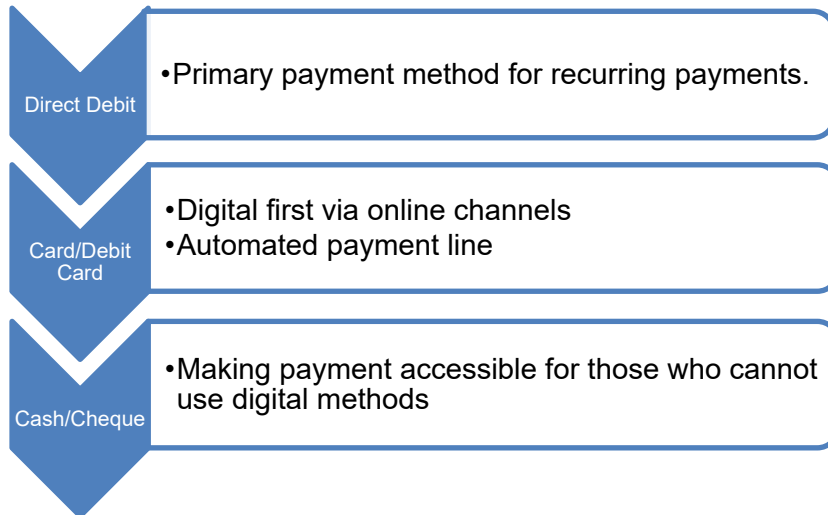 Direct Debit
•Primary payment method for recurring payments.
Card/Debit
Card
•Digital first via online channels
•Automated payment line
Cash/Cheque
•Making payment accessible for those who cannot
use digital methods